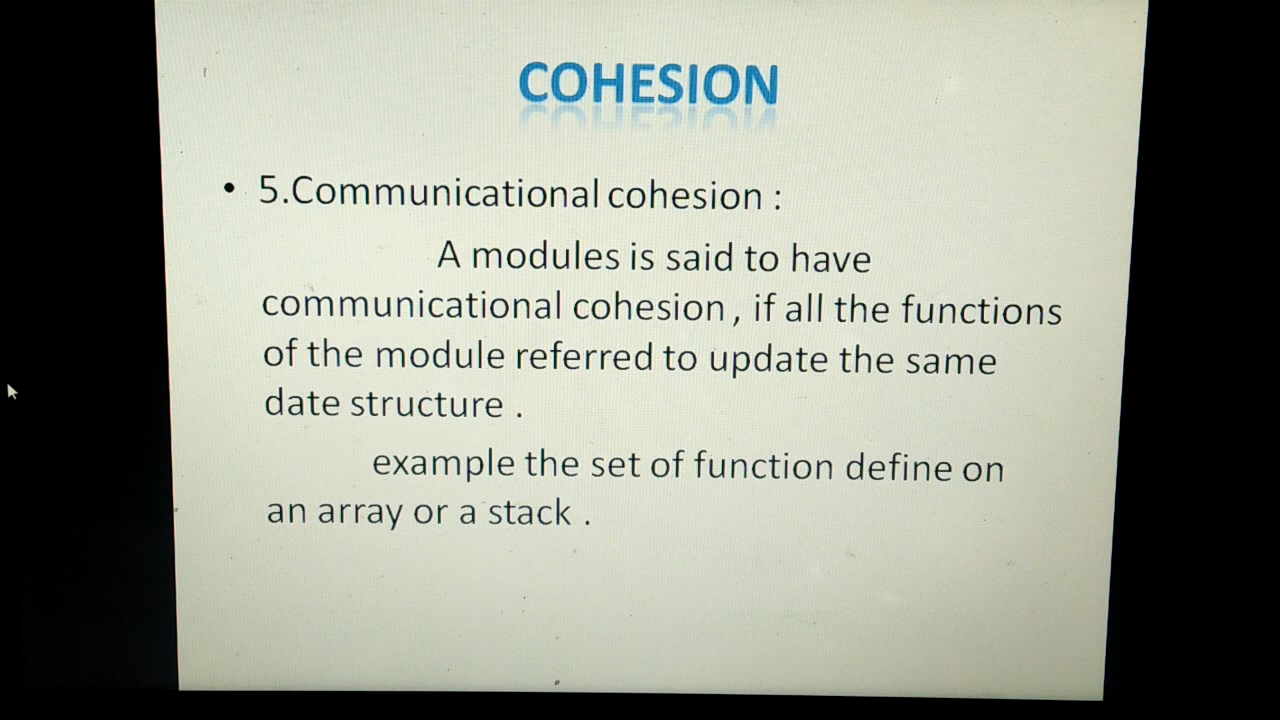 COHESION
• 5.Communicational cohesion :
A modules is said to have
communicational cohesion , if all the functions
of the module referred to update the same
date structure .
example the set of function define on
an array or a stack .